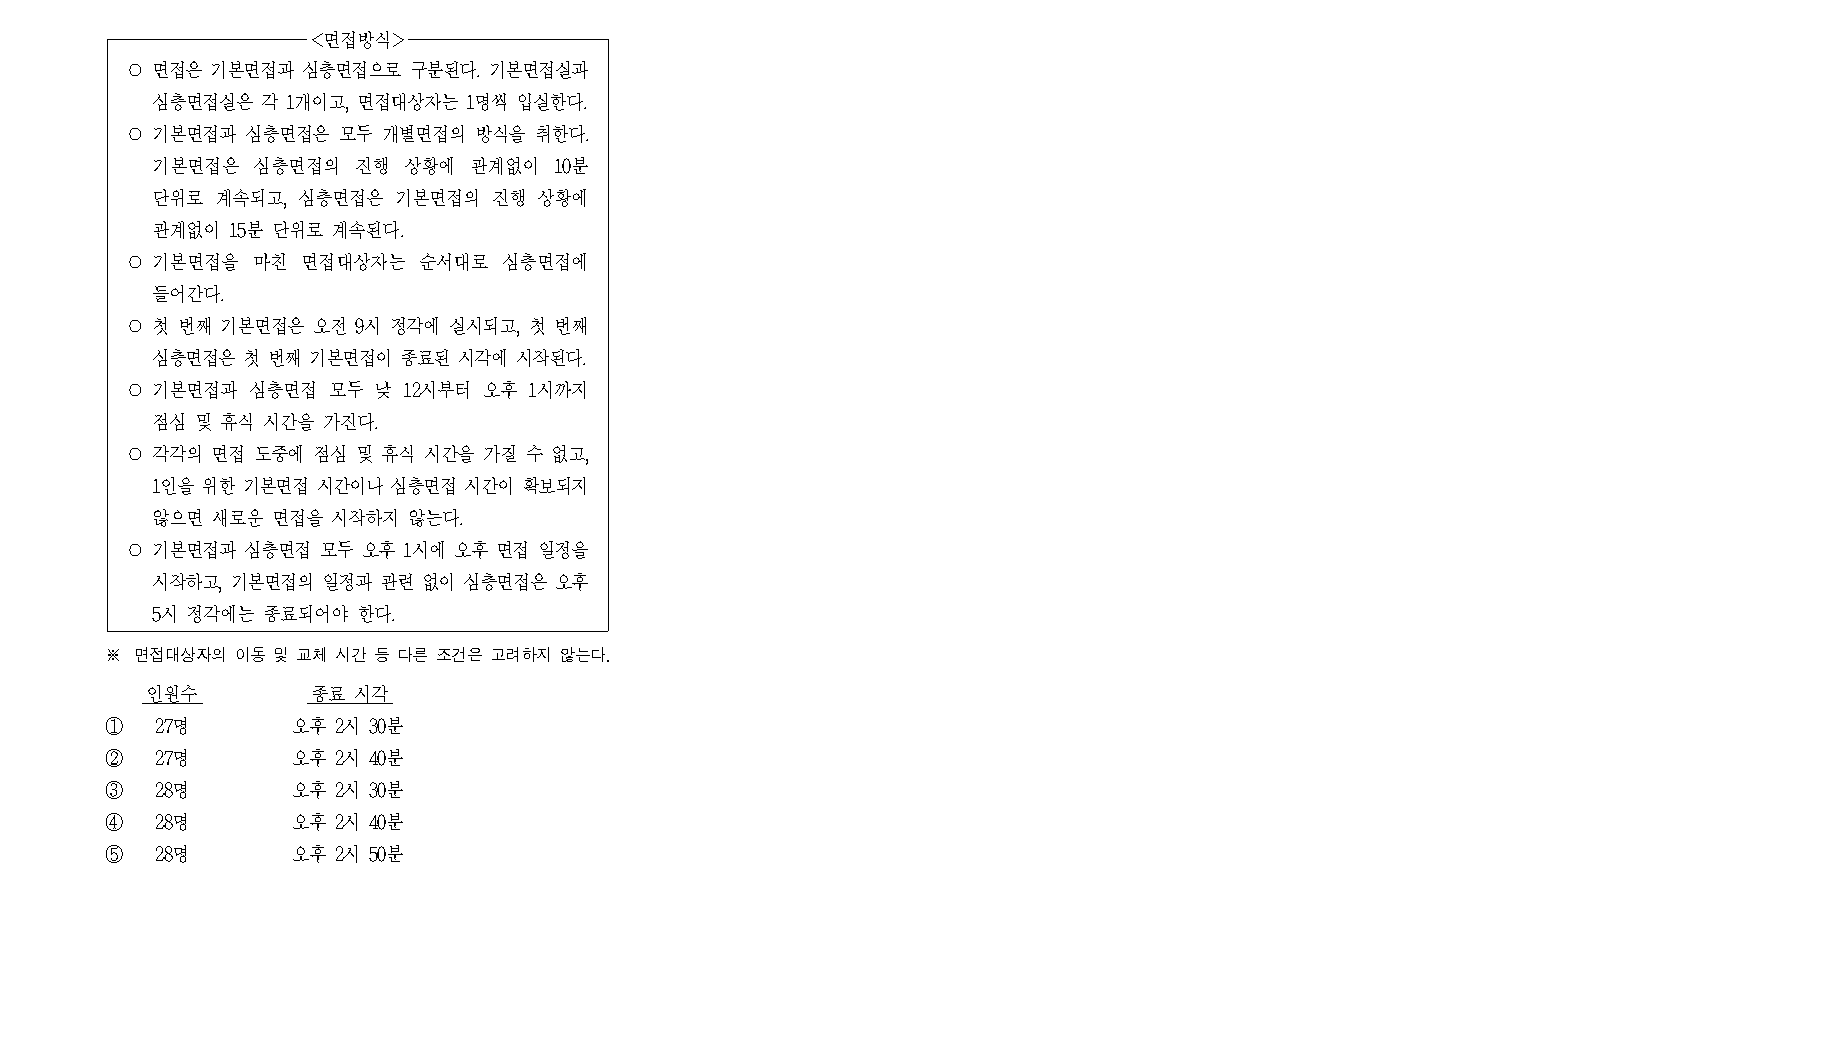 <면접방식>
○ 면접은 기본면접과 심층면접으로 구분된다. 기본면접실과
심층면접실은 각 1개이고, 면접대상자는 1명씩 입실한다.
○ 기본면접과 심층면접은 모두 개별면접의 방식을 취한다.
기본면접은 심층면접의 진행 상황에 관계없이 10분
단위로 계속되고, 심층면접은 기본면접의 진행 상황에
관계없이 15분 단위로 계속된다.
○ 기본면접을 마친 면접대상자는 순서대로 심층면접에
들어간다.
○ 첫 번째 기본면접은 오전 9시 정각에 실시되고, 첫 번째
심층면접은 첫 번째 기본면접이 종료된 시각에 시작된다.
○ 기본면접과 심층면접 모두 낮 12시부터 오후 1시까지
점심 및 휴식 시간을 가진다.
○ 각각의 면접 도중에 점심 및 휴식 시간을 가질 수 없고,
1인을 위한 기본면접 시간이나 심층면접 시간이 확보되지
않으면 새로운 면접을 시작하지 않는다.
○ 기본면접과 심층면접 모두 오후 1시에 오후 면접 일정을
시작하고, 기본면접의 일정과 관련 없이 심층면접은 오후
5시 정각에는 종료되어야 한다.
※ 면접대상자의 이동 및 교체 시간 등 다른 조건은 고려하지 않는다.
인원수 종료 시각
① 27명 오후 2시 30분
② 27명 오후 2시 40분
③ 28명 오후 2시 30분
④ 28명 오후 2시 40분
⑤ 28명 오후 2시 50분